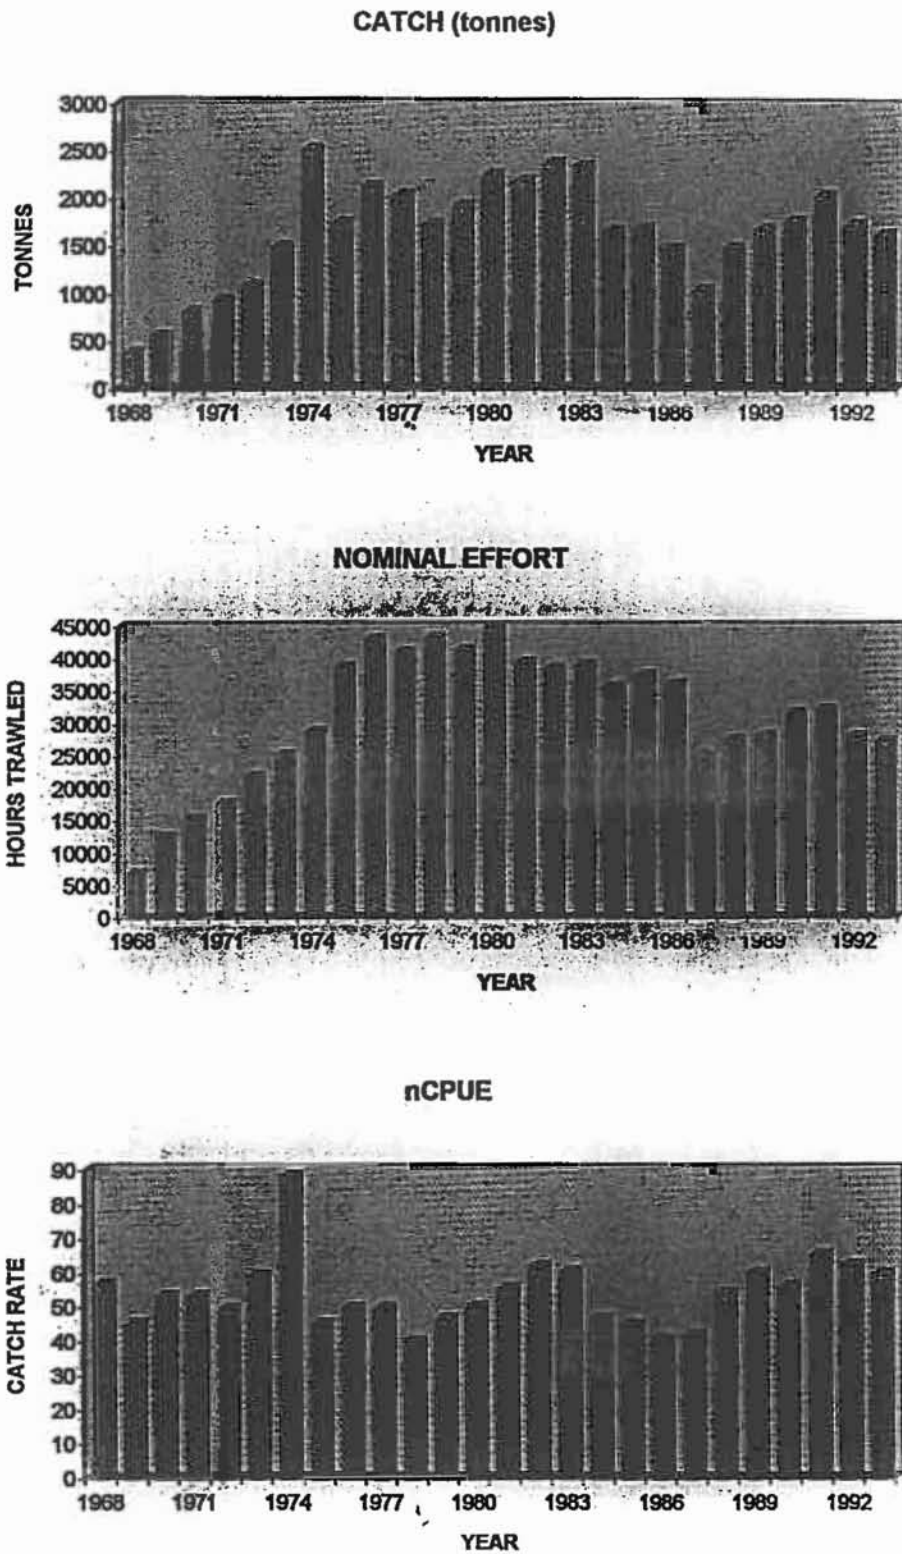 CATCH (tonnes)
3000
2500
2000
1500
1000
500
0
TONNES
1968 1971 1974 1977 1980 1983 1986 1989 1992
YEAR
NOMINAL EFFORT
45000
40000
35000
30000
25000
20000
15000
10000
5000
0
HOURS TRAWLED
1968 1971 1974 1977 1980 1983 1986 1989 1992
YEAR
nCPUE
90
80
70
60
50
40
30
20
10
0
CATCH RATE
1968 1971 1974 1977 1980 1983 1986 1989 1992
YEAR